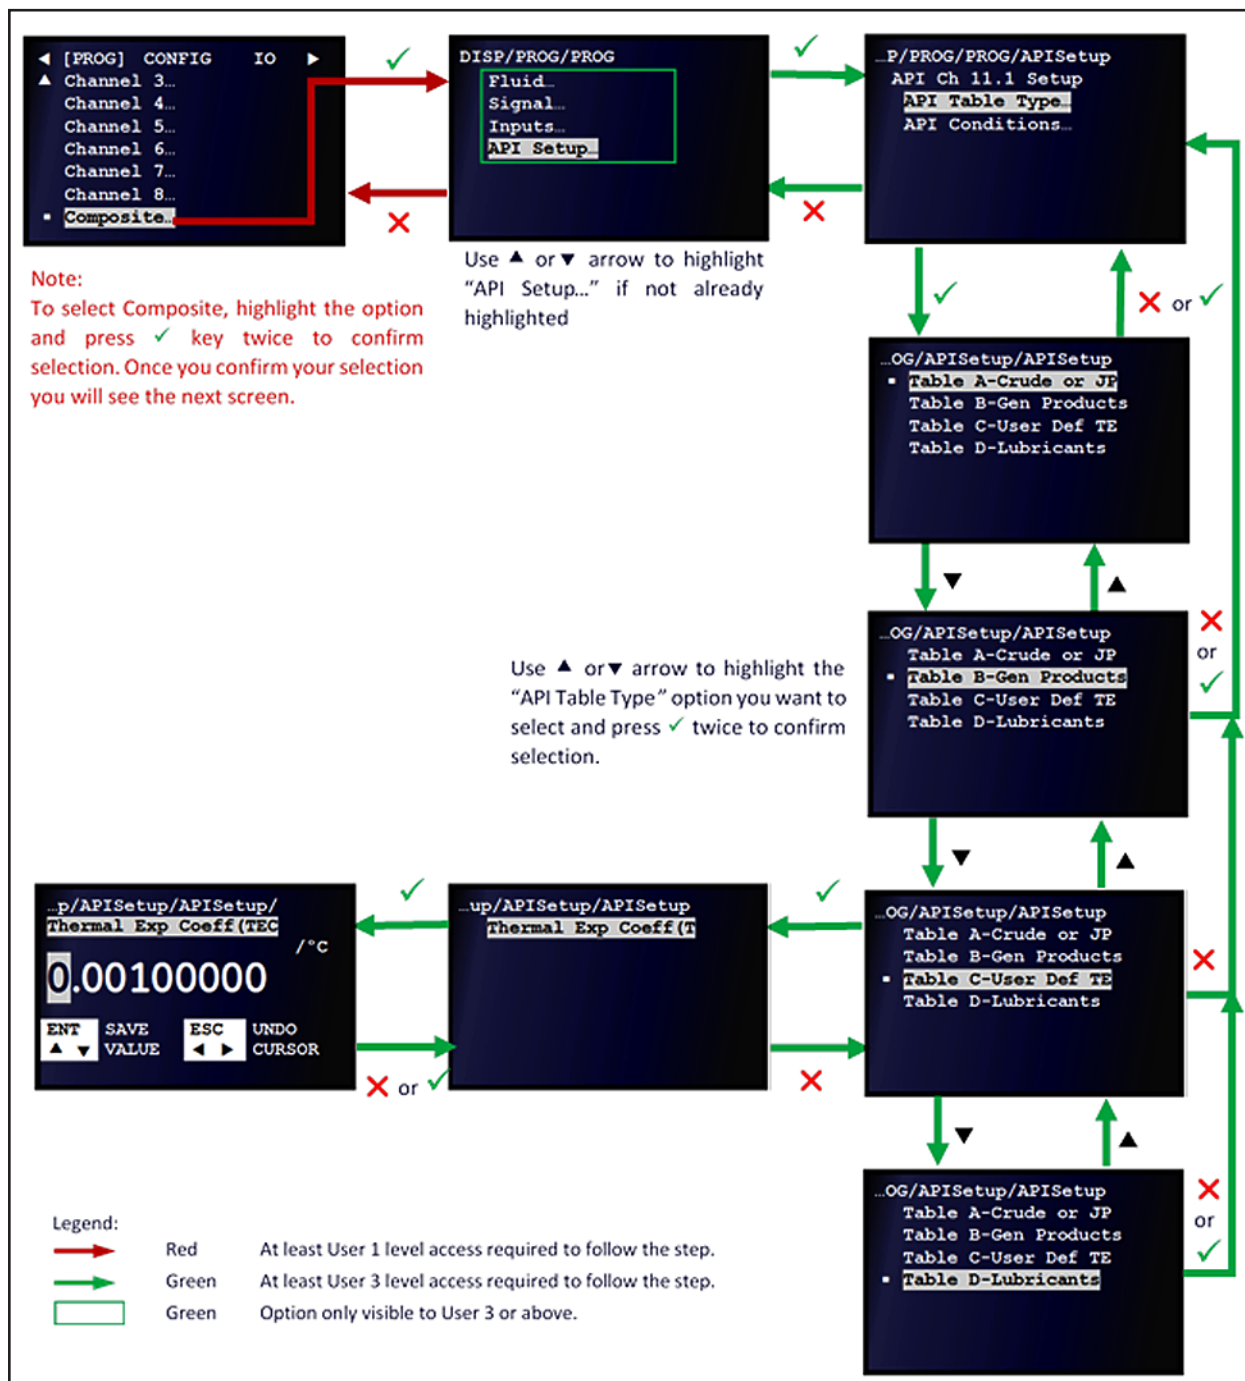 ◄ [PROG] CONFIG IO ►
▲ Channel 3…
Channel 4…
Channel 5…
Channel 6…
Channel 7…
Channel 8…
▪ Composite…
✓
✕
DISP/PROG/PROG
Fluid…
Signal…
Inputs…
API Setup…
✓
✕
…P/PROG/PROG/APISetup
API Ch 11.1 Setup
API Table Type…
API Conditions…
Note:
To select Composite, highlight the option
and press ✓ key twice to confirm
selection. Once you confirm your selection
you will see the next screen.
Use ▲ or ▼ arrow to highlight
“API Setup…” if not already
highlighted
✓
✕ or ✓
…OG/APISetup/APISetup
▪ Table A-Crude or JP
Table B-Gen Products
Table C-User Def TE
Table D-Lubricants
▼
▲
…OG/APISetup/APISetup
Table A-Crude or JP
▪ Table B-Gen Products
Table C-User Def TE
Table D-Lubricants
✕
or
✓
Use ▲ or ▼ arrow to highlight the
“API Table Type” option you want to
select and press ✓ twice to confirm
selection.
▼
▲
…p/APISetup/APISetup/
Thermal Exp Coeff(TEC
/°C
0.00100000
ENT SAVE ESC UNDO
▲ ▼ VALUE ◄ ► CURSOR
✓
✕ or ✓
…up/APISetup/APISetup
Thermal Exp Coeff(T
✓
✕
…OG/APISetup/APISetup
Table A-Crude or JP
Table B-Gen Products
▪ Table C-User Def TE
Table D-Lubricants
✕
▼
▲
…OG/APISetup/APISetup
Table A-Crude or JP
Table B-Gen Products
Table C-User Def TE
▪ Table D-Lubricants
✕
or
✓
Legend:
Red At least User 1 level access required to follow the step.
Green At least User 3 level access required to follow the step.
Green Option only visible to User 3 or above.